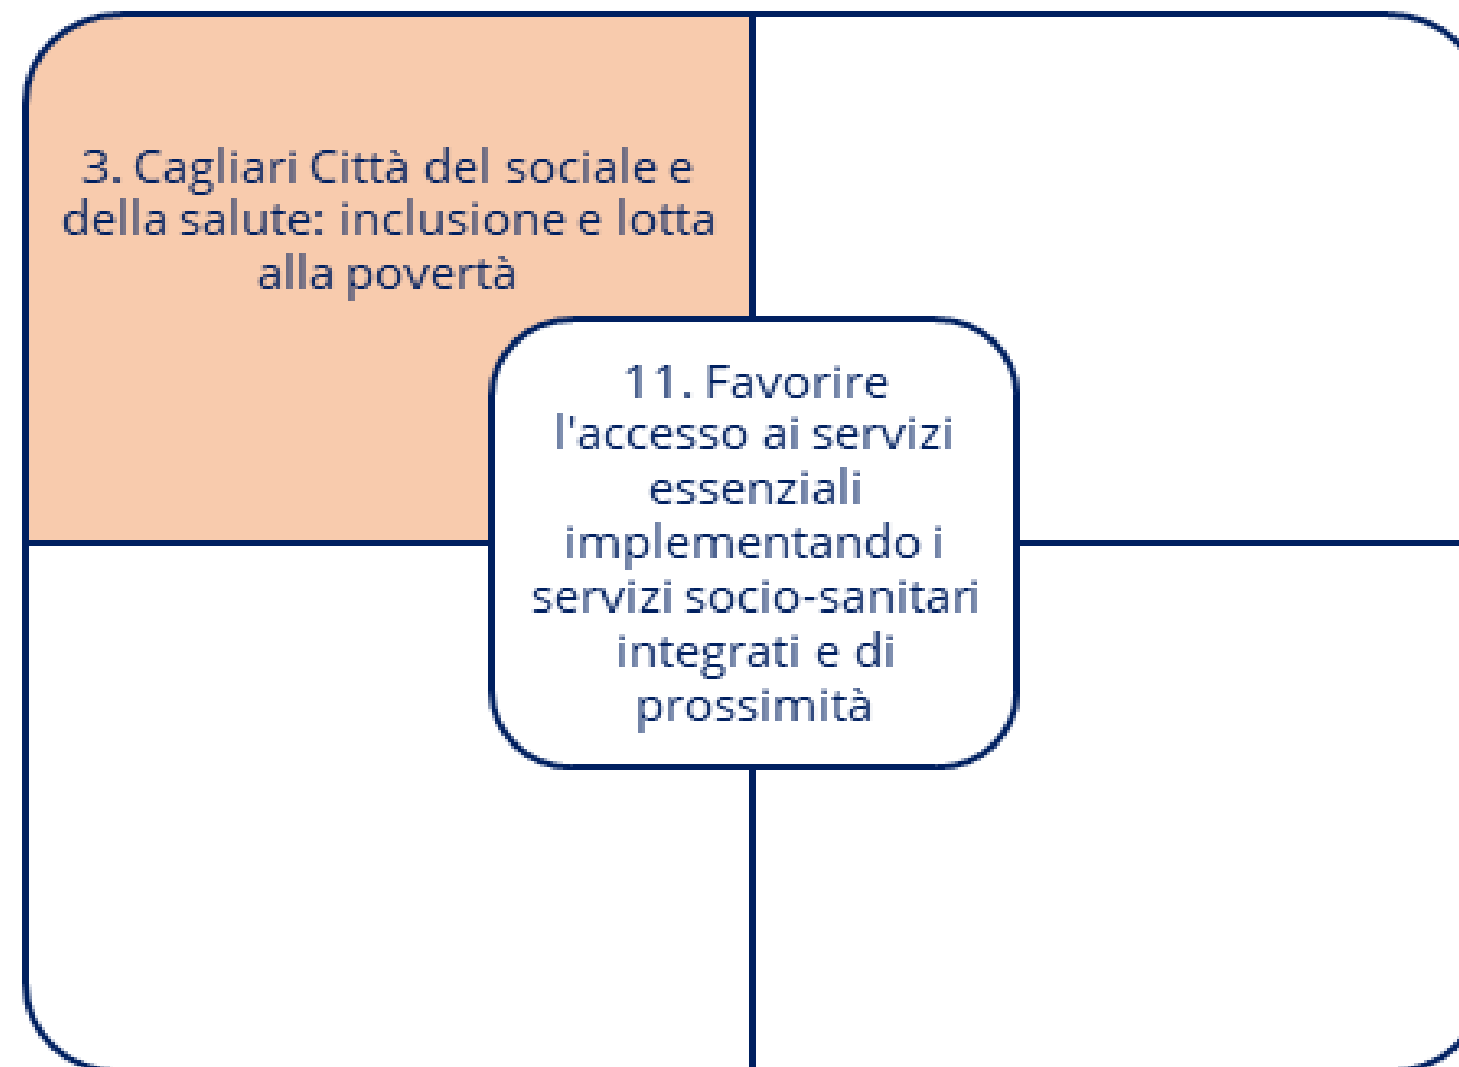 3. Cagliari Città del sociale e
della salute: inclusione e lotta
alla povertà
11. Favorire
l'accesso ai servizi
essenziali
implementando i
servizi socio-sanitari
integrati e di
prossimità